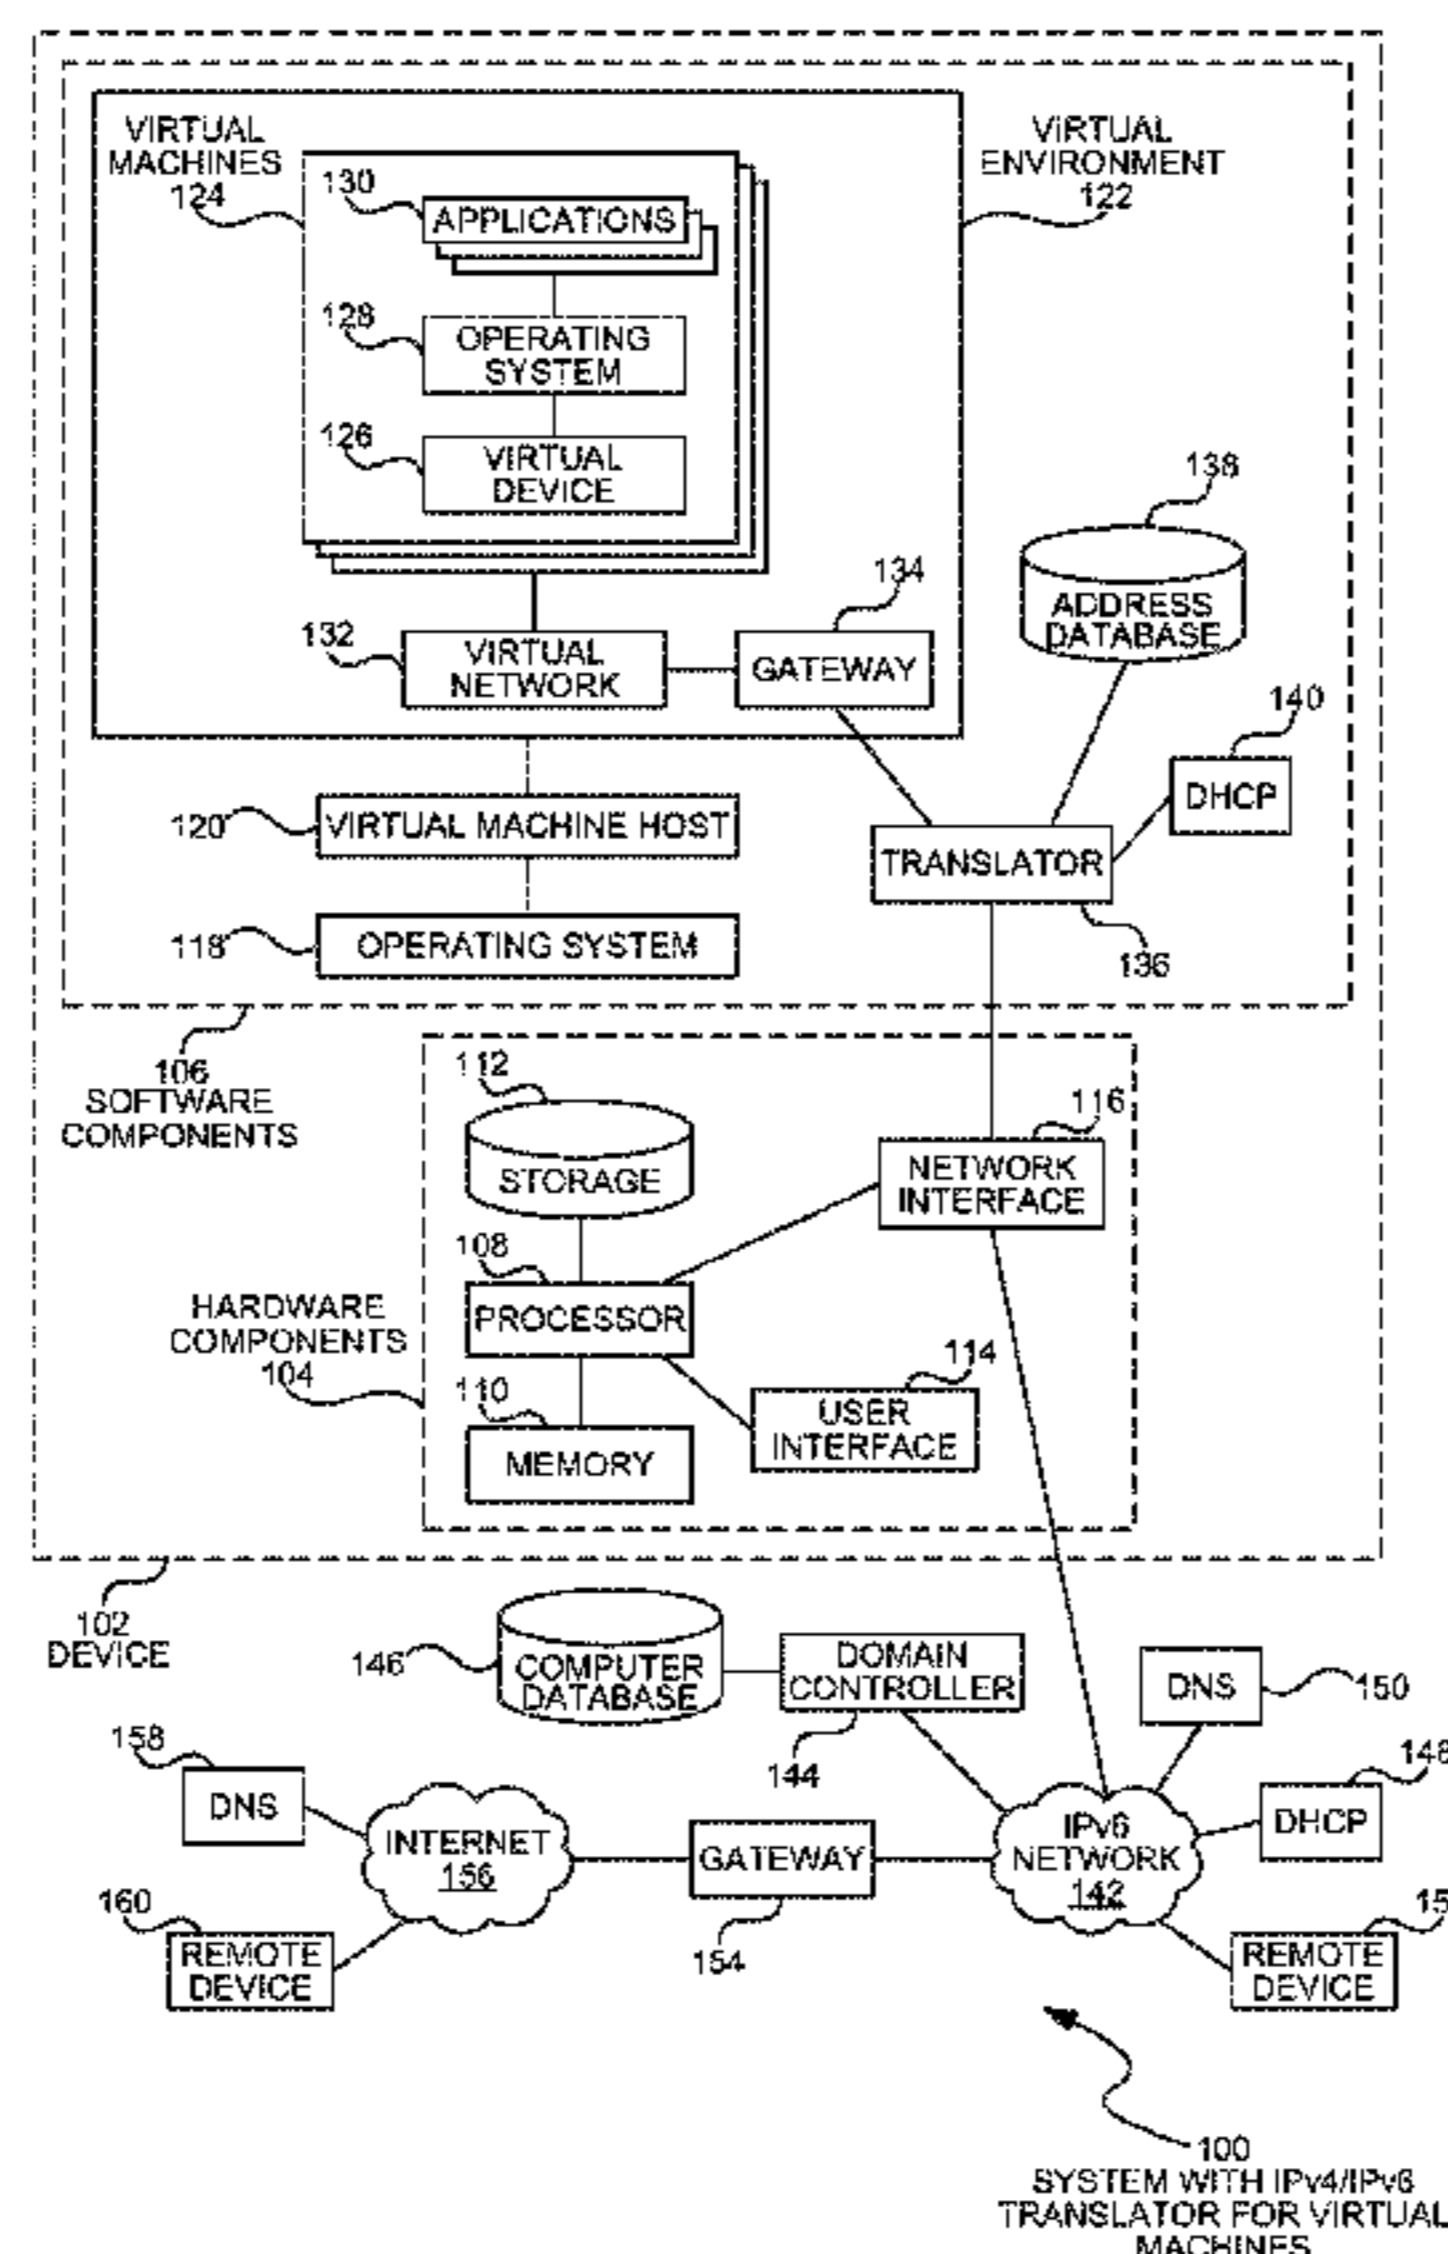 VIRTUAL
MACHINES
124
130
APPLICATIONS
VIRTUAL
ENVIRONMENT
122
128
OPERATING
SYSTEM
126
VIRTUAL
DEVICE
138
ADDRESS
DATABASE
134
132
VIRTUAL
NETWORK
GATEWAY
140
DHCP
120
VIRTUAL MACHINE HOST
TRANSLATOR
118
OPERATING SYSTEM
136
106
SOFTWARE
COMPONENTS
112
STORAGE
116
NETWORK
INTERFACE
108
PROCESSOR
HARDWARE
COMPONENTS
104
114
USER
INTERFACE
110
MEMORY
102
DEVICE
146
COMPUTER
DATABASE
DOMAIN
CONTROLLER
144
DNS
150
158
DNS
148
DHCP
INTERNET
156
GATEWAY
154
IPv6
NETWORK
142
160
REMOTE
DEVICE
15
REMOTE
DEVICE
100
SYSTEM WITH IPv4/IPv6
TRANSLATOR FOR VIRTUAL
MACHINES